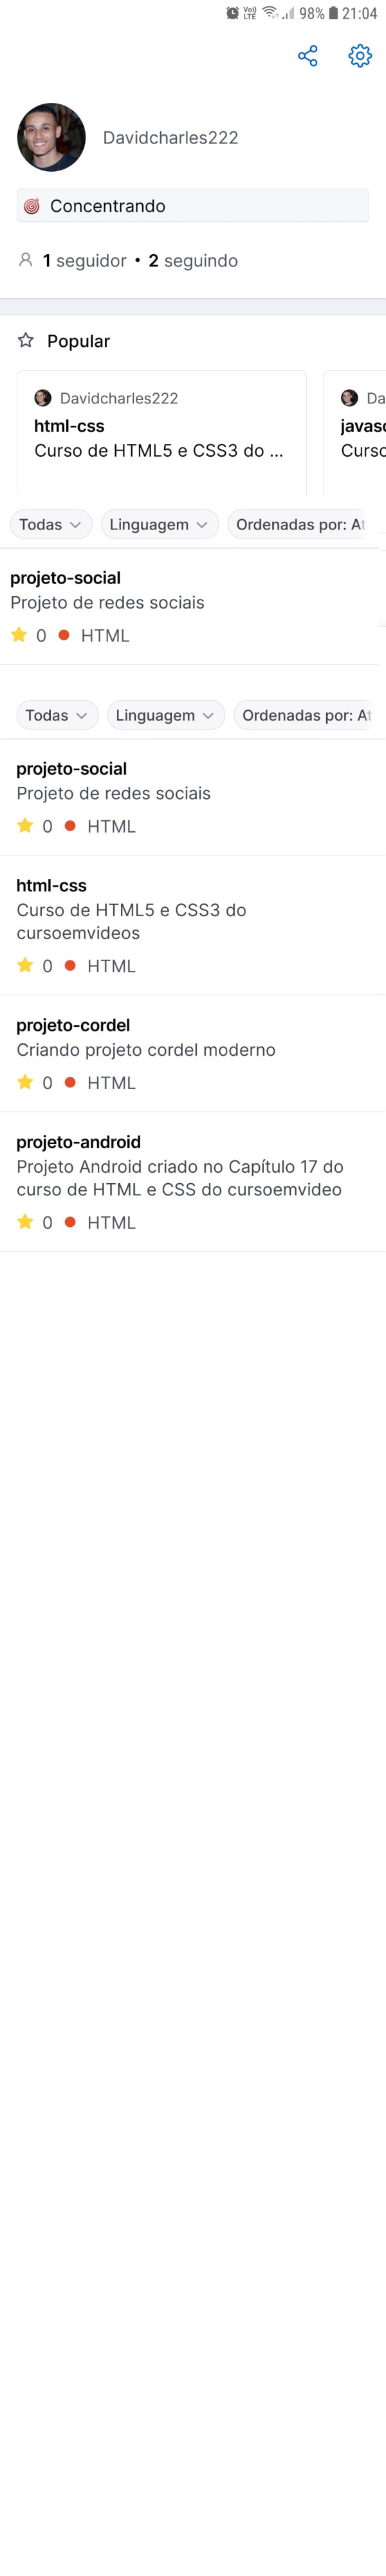 Vo)) LTE 98% 21:04
Davidcharles222
Concentrando
1 seguidor • 2 seguindo
Popular
Davidcharles222
html-css
Curso de HTML5 e CSS3 do ...
Da
javasc
Curso
Todas Linguagem Ordenadas por: At
projeto-social
Projeto de redes sociais
0 HTML
Todas Linguagem Ordenadas por: At
projeto-social
Projeto de redes sociais
0 HTML
html-css
Curso de HTML5 e CSS3 do
cursoemvideos
0 HTML
projeto-cordel
Criando projeto cordel moderno
0 HTML
projeto-android
Projeto Android criado no Capítulo 17 do
curso de HTML e CSS do cursoemvideo
0 HTML